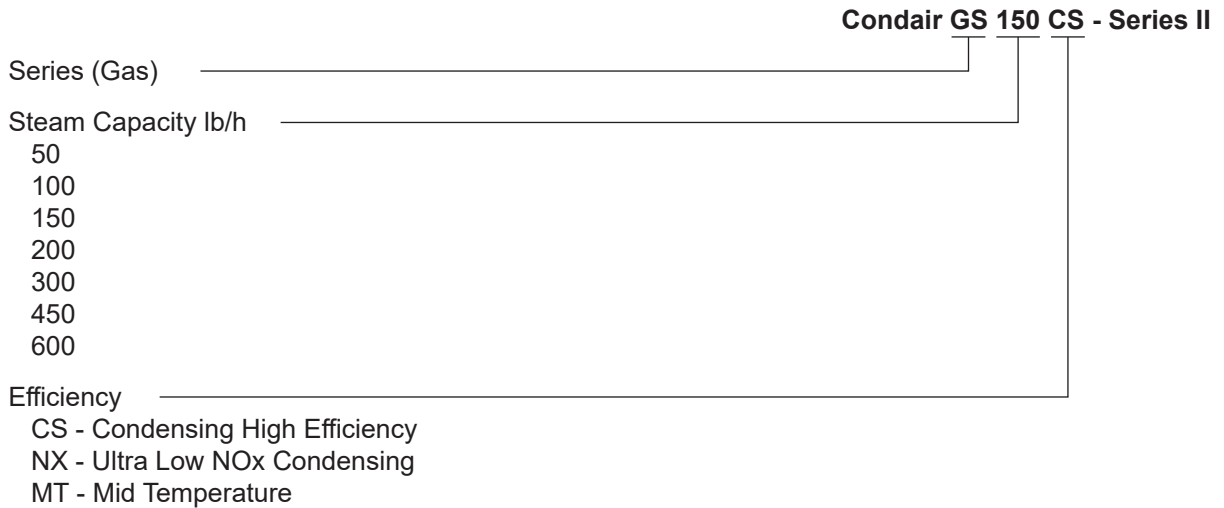 Condair GS 150 CS - Series II
Series (Gas)
Steam Capacity lb/h
50
100
150
200
300
450
600
Efficiency
CS - Condensing High Efficiency
NX - Ultra Low NOx Condensing
MT - Mid Temperature